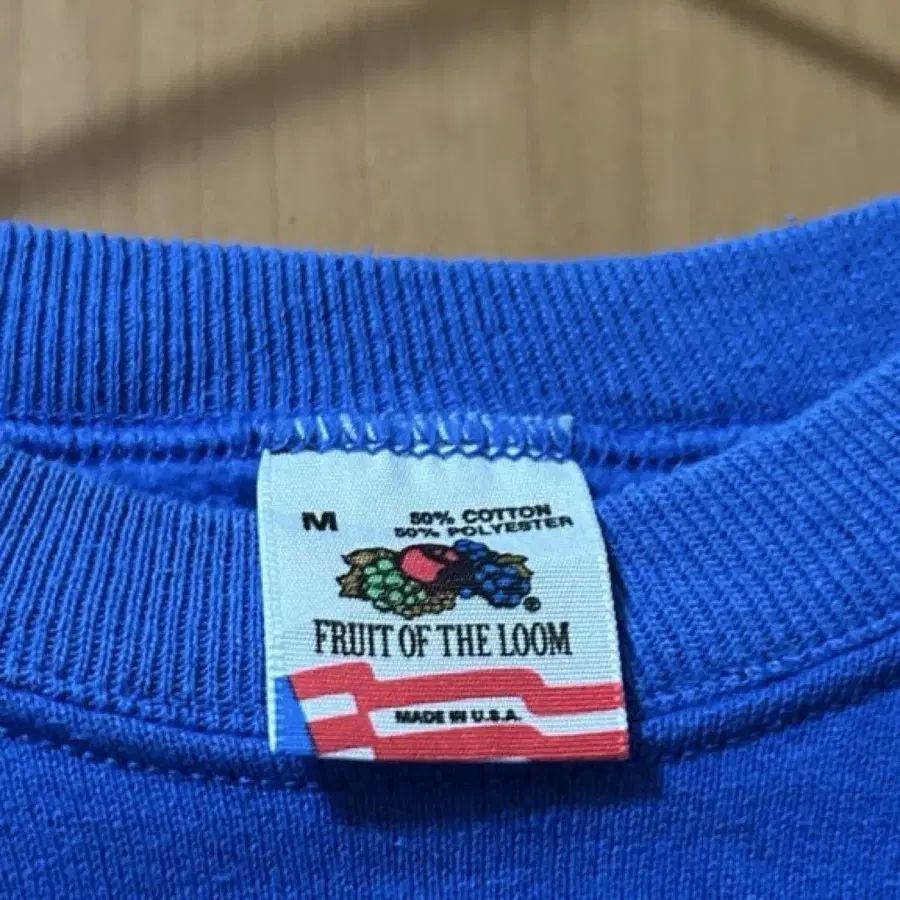 M
50% COTTON
50% POLYESTER
®
FRUIT OF THE LOOM
MADE IN U.S.A.